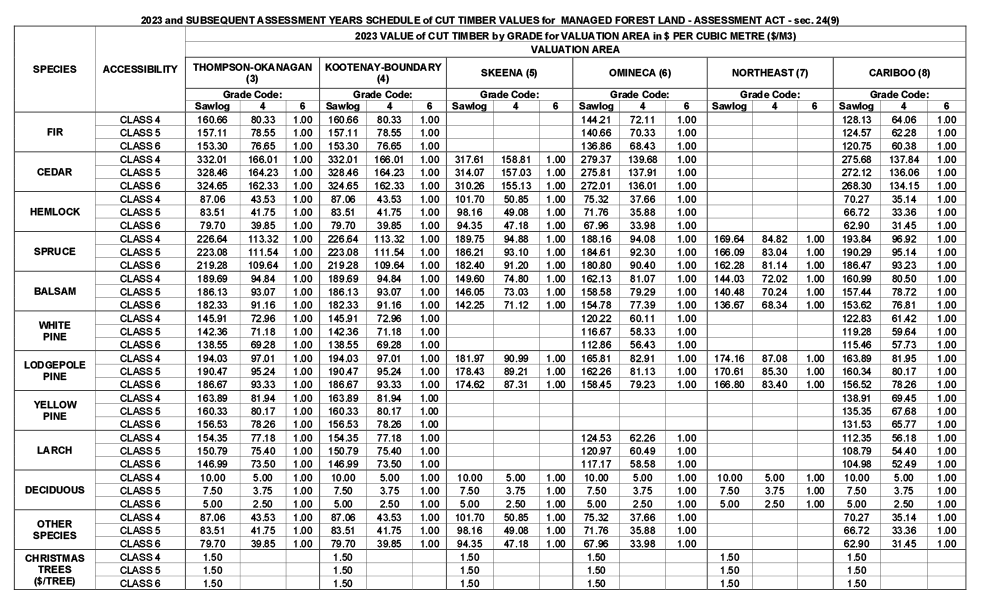 2023 and SUBSEQUENT ASSESSMENT YEARS SCHEDULE of CUT TIMBER VALUES for MANAGED FOREST LAND - ASSESSMENT ACT - sec. 24(9)
2023 VALUE of CUT TIMBER by GRADE for VALUATION AREA in $ PER CUBIC METRE ($/M3)
VALUATION AREA
SPECIES ACCESSIBILITY THOMPSON-OKANAGAN (3) KOOTENAY-BOUNDARY (4) SKEENA (5) OMINECA (6) NORTHEAST (7) CARIBOO (8)
Grade Code: Grade Code: Grade Code: Grade Code: Grade Code: Grade Code:
Sawlog 4 6 Sawlog 4 6 Sawlog 4 6 Sawlog 4 6 Sawlog 4 6 Sawlog 4 6
FIR
CLASS 4 160.66 80.33 1.00 160.66 80.33 1.00 144.21 72.11 1.00 128.13 64.06 1.00
CLASS 5 157.11 78.55 1.00 157.11 78.55 1.00 140.66 70.33 1.00 124.57 62.28 1.00
CLASS 6 153.30 76.65 1.00 153.30 76.65 1.00 136.86 68.43 1.00 120.75 60.38 1.00
CEDAR
CLASS 4 332.01 166.01 1.00 332.01 166.01 1.00 317.61 158.81 1.00 279.37 139.68 1.00 275.68 137.84 1.00
CLASS 5 328.46 164.23 1.00 328.46 164.23 1.00 314.07 157.03 1.00 275.81 137.91 1.00 272.12 136.06 1.00
CLASS 6 324.65 162.33 1.00 324.65 162.33 1.00 310.26 155.13 1.00 272.01 136.01 1.00 268.30 134.15 1.00
HEMLOCK
CLASS 4 87.06 43.53 1.00 87.06 43.53 1.00 101.70 50.85 1.00 75.32 37.66 1.00 70.27 35.14 1.00
CLASS 5 83.51 41.75 1.00 83.51 41.75 1.00 98.16 49.08 1.00 71.76 35.88 1.00 66.72 33.36 1.00
CLASS 6 79.70 39.85 1.00 79.70 39.85 1.00 94.35 47.18 1.00 67.96 33.98 1.00 62.90 31.45 1.00
SPRUCE
CLASS 4 226.64 113.32 1.00 226.64 113.32 1.00 189.75 94.88 1.00 188.16 94.08 1.00 169.64 84.82 1.00 193.84 96.92 1.00
CLASS 5 223.08 111.54 1.00 223.08 111.54 1.00 186.21 93.10 1.00 184.61 92.30 1.00 166.09 83.04 1.00 190.29 95.14 1.00
CLASS 6 219.28 109.64 1.00 219.28 109.64 1.00 182.40 91.20 1.00 180.80 90.40 1.00 162.28 81.14 1.00 186.47 93.23 1.00
BALSAM
CLASS 4 189.69 94.84 1.00 189.69 94.84 1.00 149.60 74.80 1.00 162.13 81.07 1.00 144.03 72.02 1.00 160.99 80.50 1.00
CLASS 5 186.13 93.07 1.00 186.13 93.07 1.00 146.05 73.03 1.00 158.58 79.29 1.00 140.48 70.24 1.00 157.44 78.72 1.00
CLASS 6 182.33 91.16 1.00 182.33 91.16 1.00 142.25 71.12 1.00 154.78 77.39 1.00 136.67 68.34 1.00 153.62 76.81 1.00
WHITE PINE
CLASS 4 145.91 72.96 1.00 145.91 72.96 1.00 120.22 60.11 1.00 122.83 61.42 1.00
CLASS 5 142.36 71.18 1.00 142.36 71.18 1.00 116.67 58.33 1.00 119.28 59.64 1.00
CLASS 6 138.55 69.28 1.00 138.55 69.28 1.00 112.86 56.43 1.00 115.46 57.73 1.00
LODGEPOLE PINE
CLASS 4 194.03 97.01 1.00 194.03 97.01 1.00 181.97 90.99 1.00 165.81 82.91 1.00 174.16 87.08 1.00 163.89 81.95 1.00
CLASS 5 190.47 95.24 1.00 190.47 95.24 1.00 178.43 89.21 1.00 162.26 81.13 1.00 170.61 85.30 1.00 160.34 80.17 1.00
CLASS 6 186.67 93.33 1.00 186.67 93.33 1.00 174.62 87.31 1.00 158.45 79.23 1.00 166.80 83.40 1.00 156.52 78.26 1.00
YELLOW PINE
CLASS 4 163.89 81.94 1.00 163.89 81.94 1.00 138.91 69.45 1.00
CLASS 5 160.33 80.17 1.00 160.33 80.17 1.00 135.35 67.68 1.00
CLASS 6 156.53 78.26 1.00 156.53 78.26 1.00 131.53 65.77 1.00
LARCH
CLASS 4 154.35 77.18 1.00 154.35 77.18 1.00 124.53 62.26 1.00 112.35 56.18 1.00
CLASS 5 150.79 75.40 1.00 150.79 75.40 1.00 120.97 60.49 1.00 108.79 54.40 1.00
CLASS 6 146.99 73.50 1.00 146.99 73.50 1.00 117.17 58.58 1.00 104.98 52.49 1.00
DECIDUOUS
CLASS 4 10.00 5.00 1.00 10.00 5.00 1.00 10.00 5.00 1.00 10.00 5.00 1.00 10.00 5.00 1.00 10.00 5.00 1.00
CLASS 5 7.50 3.75 1.00 7.50 3.75 1.00 7.50 3.75 1.00 7.50 3.75 1.00 7.50 3.75 1.00 7.50 3.75 1.00
CLASS 6 5.00 2.50 1.00 5.00 2.50 1.00 5.00 2.50 1.00 5.00 2.50 1.00 5.00 2.50 1.00 5.00 2.50 1.00
OTHER SPECIES
CLASS 4 87.06 43.53 1.00 87.06 43.53 1.00 101.70 50.85 1.00 75.32 37.66 1.00 70.27 35.14 1.00
CLASS 5 83.51 41.75 1.00 83.51 41.75 1.00 98.16 49.08 1.00 71.76 35.88 1.00 66.72 33.36 1.00
CLASS 6 79.70 39.85 1.00 79.70 39.85 1.00 94.35 47.18 1.00 67.96 33.98 1.00 62.90 31.45 1.00
CHRISTMAS TREES ($/TREE)
CLASS 4 1.50 1.50 1.50 1.50 1.50 1.50
CLASS 5 1.50 1.50 1.50 1.50 1.50 1.50
CLASS 6 1.50 1.50 1.50 1.50 1.50 1.50